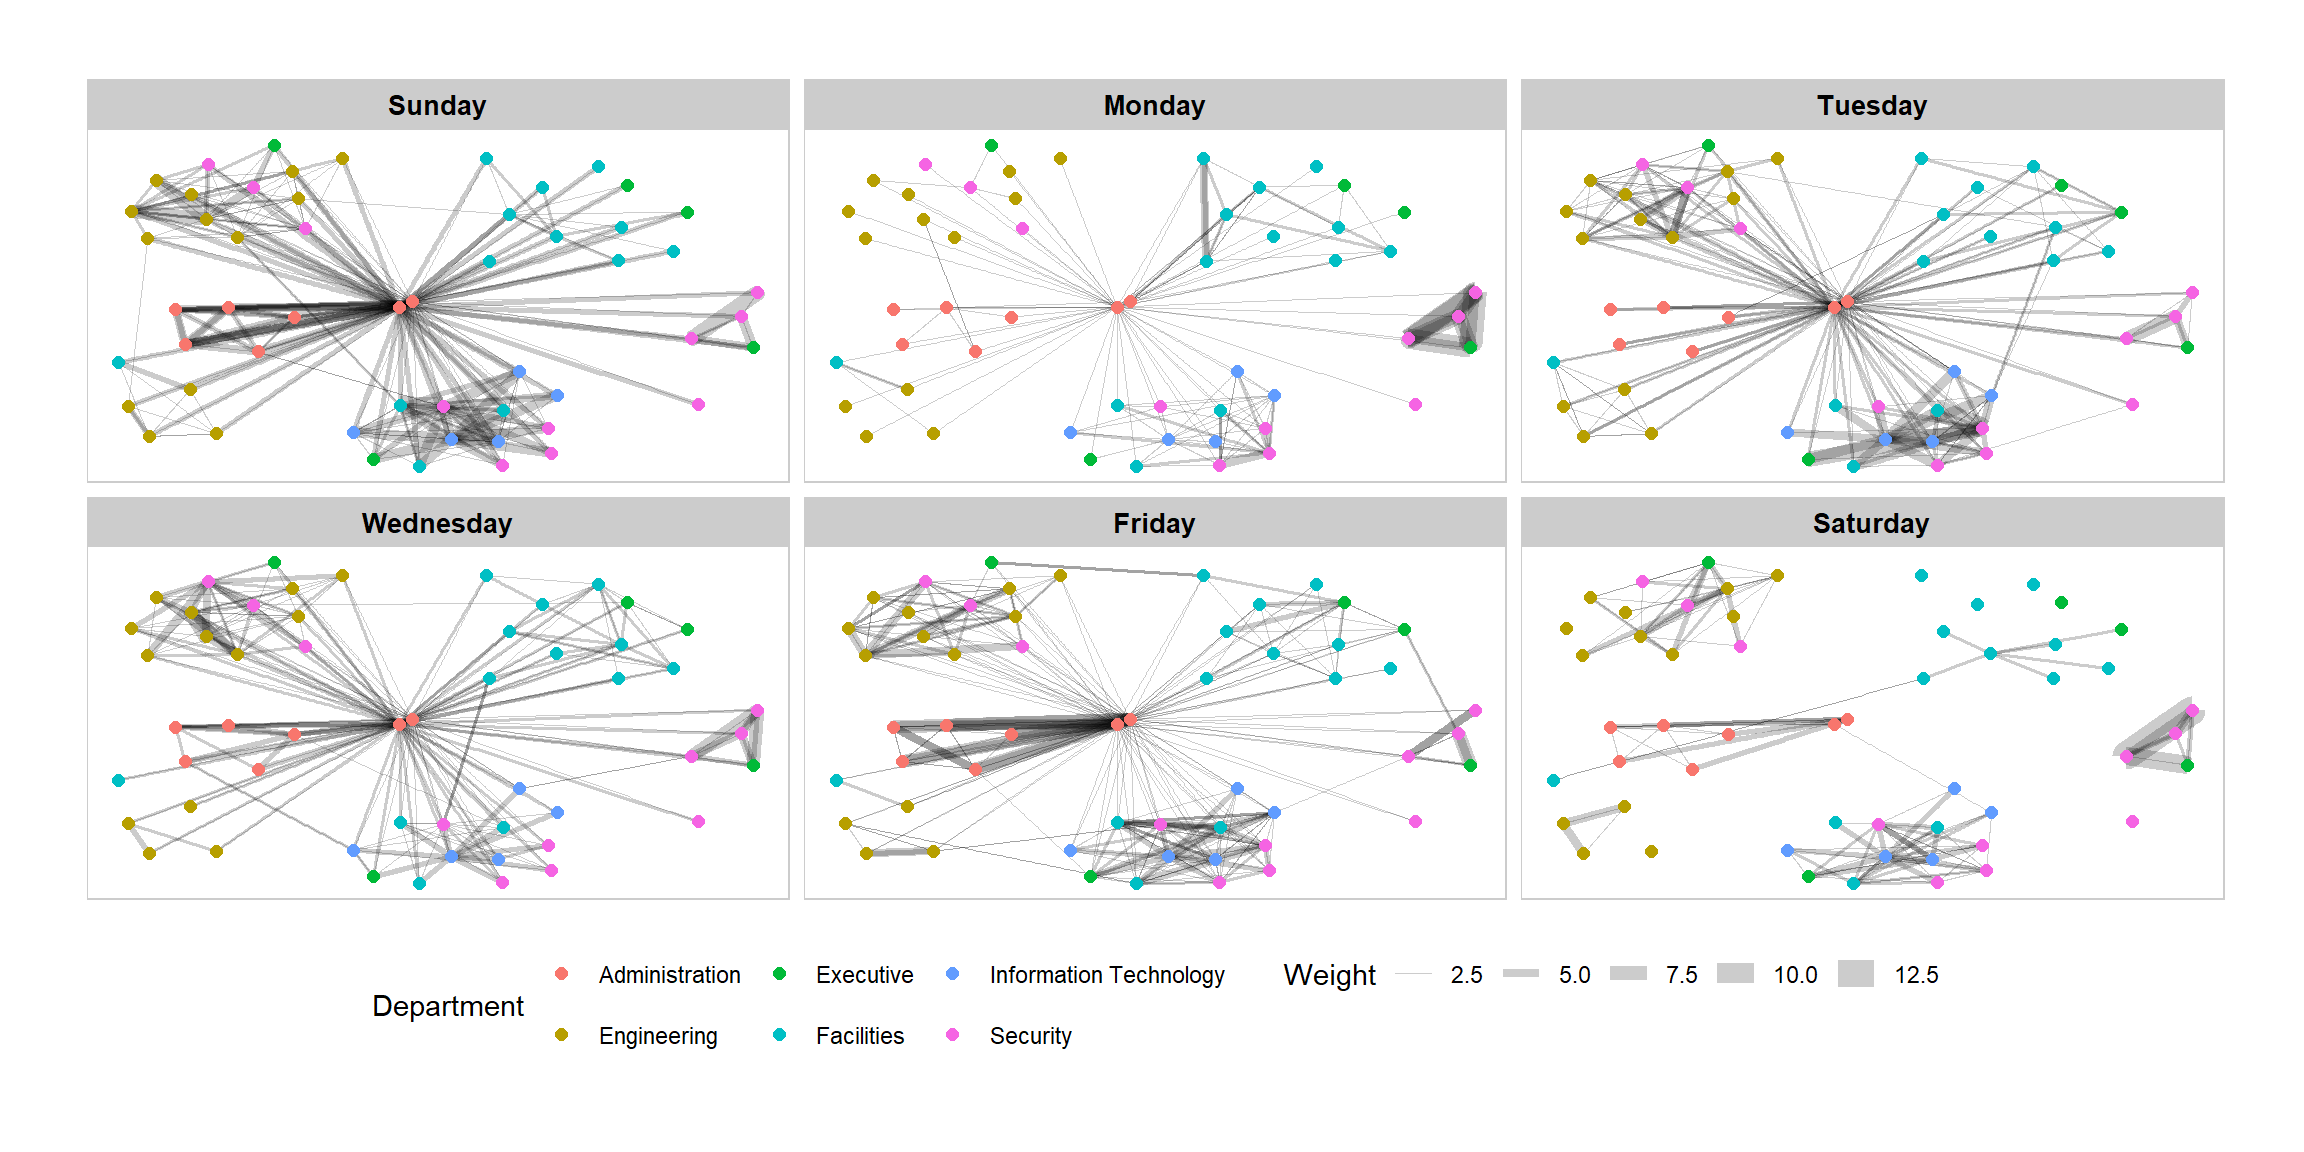 Sunday
Monday
Tuesday
Wednesday
Friday
Saturday
Department
Administration
Executive
Information Technology
Engineering
Facilities
Security
Weight
2.5
5.0
7.5
10.0
12.5